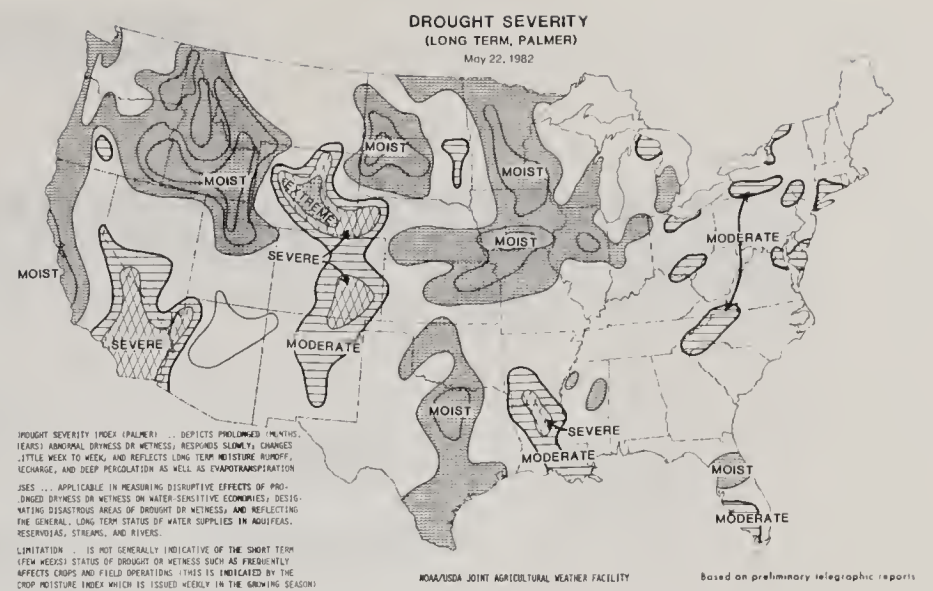 DROUGHT SEVERITY
(LONG TERM, PALMER)
May 22, 1982
MOIST
MOIST
MOIST
EXTREME
MOIST
SEVERE
MODERATE
MOIST
SEVERE
MODERATE
MOIST
SEVERE
MODERATE
MOIST
MODERATE
DROUGHT SEVERITY INDEX (PALMER) .. DEPICTS PROLONGED (MONTHS,
YEARS) ABNORMAL DRYNESS OR WETNESS; RESPONDS SLOWLY; CHANGES
LITTLE WEEK TO WEEK, AND REFLECTS LONG TERM MOISTURE RUNOFF,
RECHARGE, AND DEEP PERCOLATION AS WELL AS EVAPOTRANSPIRATION
USES ... APPLICABLE IN MEASURING DISRUPTIVE EFFECTS OF PRO-
LONGED DRYNESS OR WETNESS ON WATER-SENSITIVE ECONOMIES; DESIG-
NATING DISASTROUS AREAS OF DROUGHT OR WETNESS; AND REFLECTING
THE GENERAL, LONG TERM STATUS OF WATER SUPPLIES IN AQUIFEAS,
RESERVOIAS, STREAMS, AND RIVERS.
LIMITATION . IS NOT GENERALLY INDICATIVE OF THE SHORT TERM
(FEW WEEKS) STATUS OF DROUGHT OR WETNESS SUCH AS FREQUENTLY
AFFECTS CROPS AND FIELD OPERATIONS (THIS IS INDICATED BY THE
CROP MOISTURE INDEX WHICH IS ISSUED WEEKLY IN THE GROWING SEASON)
NOAA/USDA JOINT AGRICULTURAL WEATHER FACILITY
Based on preliminary telegraphic reports